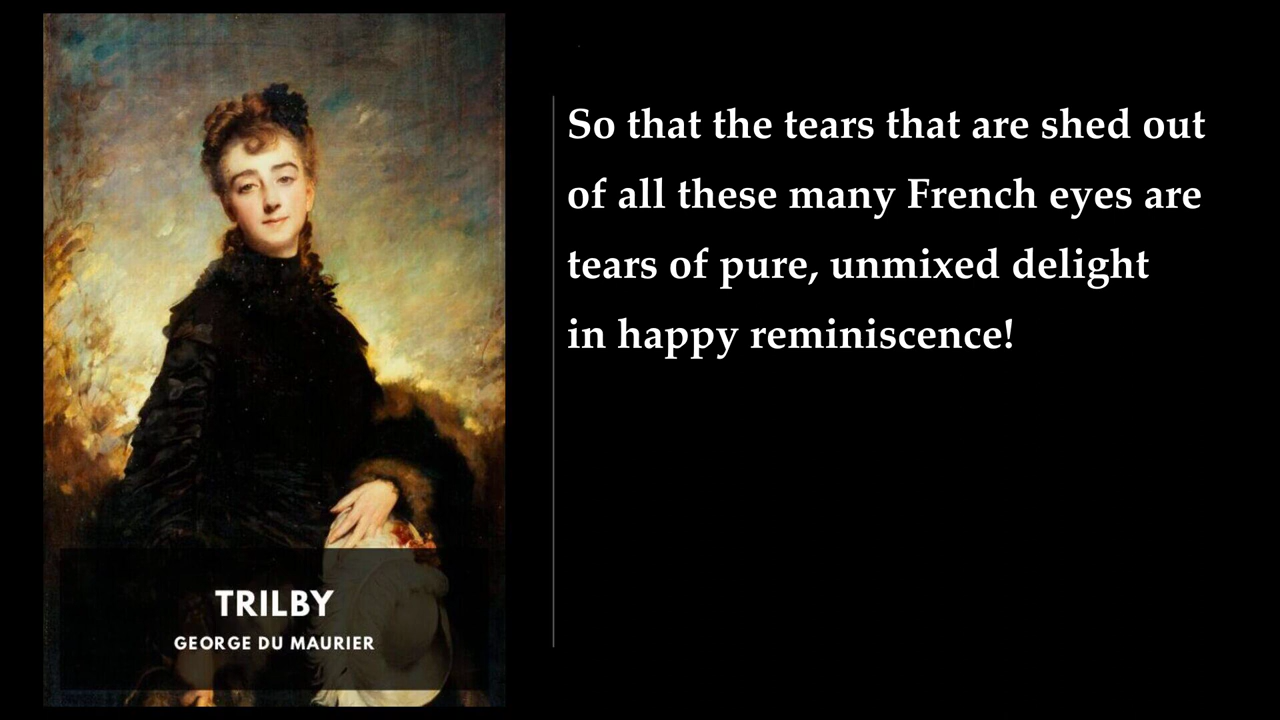 TRILBY
GEORGE DU MAURIER
So that the tears that are shed out
of all these many French eyes are
tears of pure, unmixed delight
in happy reminiscence!